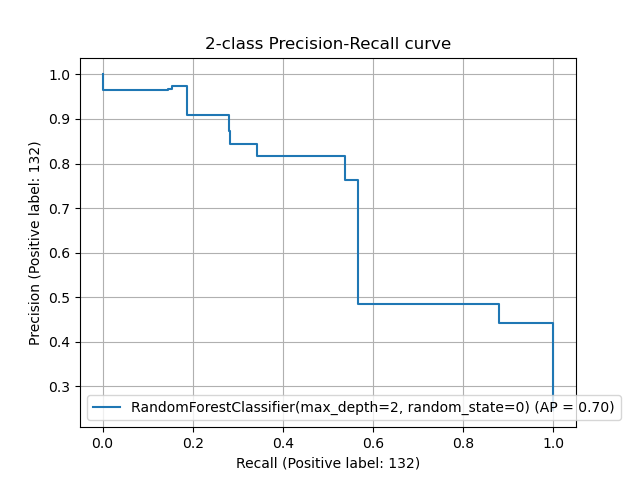 2-class Precision-Recall curve
1.0
0.9
0.8
0.7
0.6
0.5
0.4
0.3
Precision (Positive label: 132)
RandomForestClassifier(max_depth=2, random_state=0) (AP = 0.70)
0.0 0.2 0.4 0.6 0.8 1.0
Recall (Positive label: 132)